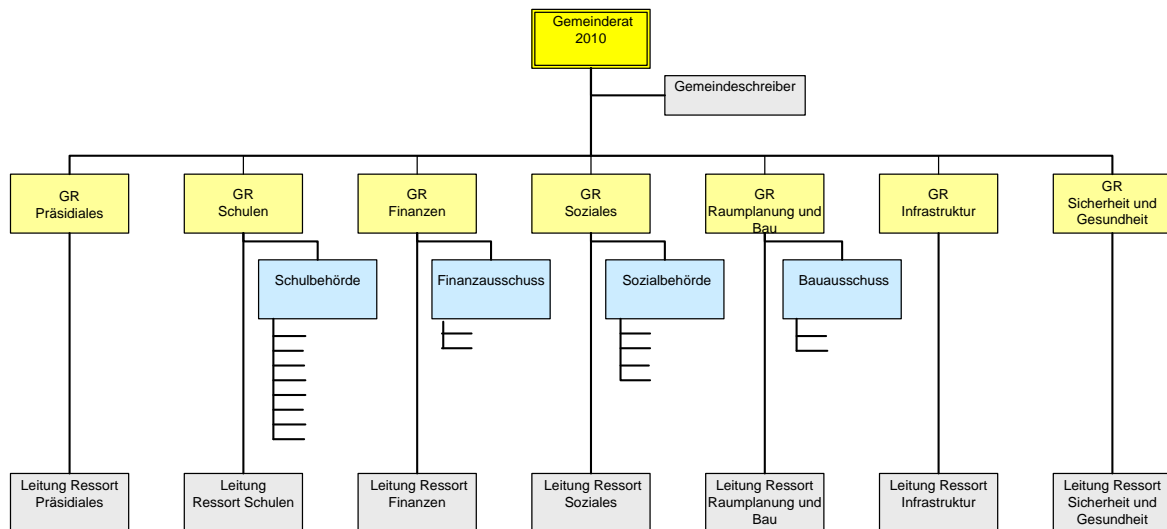 Gemeinderat
2010
Gemeindeschreiber
GR
Präsidiales
GR
Schulen
GR
Finanzen
GR
Soziales
GR
Raumplanung und
Bau
GR
Infrastruktur
GR
Sicherheit und
Gesundheit
Schulbehörde
Finanzausschuss
Sozialbehörde
Bauausschuss
Leitung Ressort
Präsidiales
Leitung
Ressort Schulen
Leitung Ressort
Finanzen
Leitung Ressort
Soziales
Leitung Ressort
Raumplanung und
Bau
Leitung Ressort
Infrastruktur
Leitung Ressort
Sicherheit und
Gesundheit